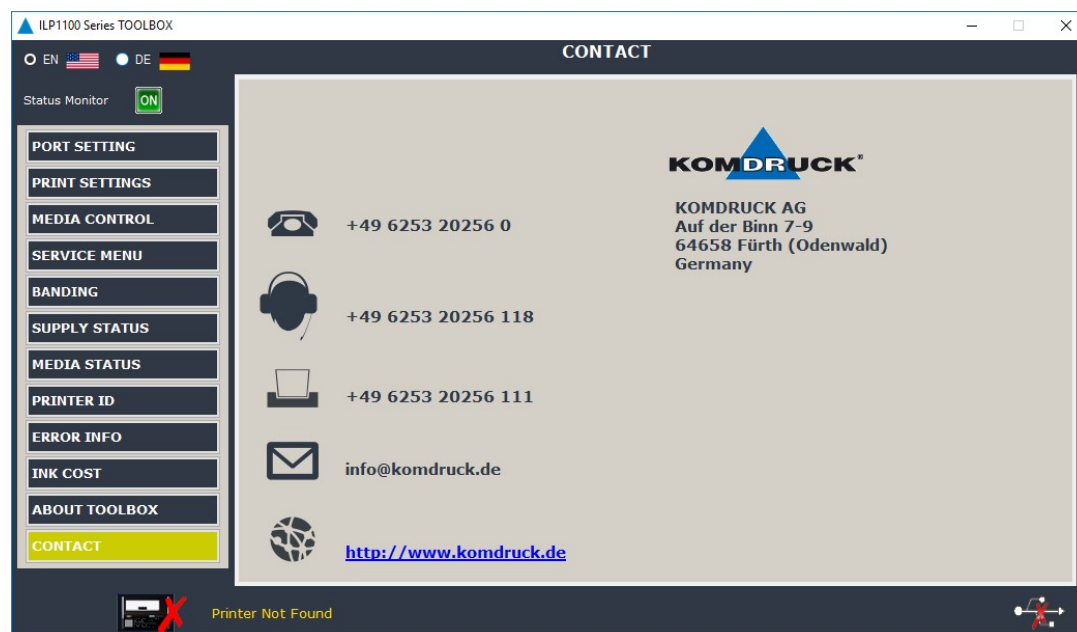 ILP1100 Series TOOLBOX
EN DE
CONTACT
Status Monitor ON
PORT SETTING
PRINT SETTINGS
MEDIA CONTROL
SERVICE MENU
BANDING
SUPPLY STATUS
MEDIA STATUS
PRINTER ID
ERROR INFO
INK COST
ABOUT TOOLBOX
CONTACT
+49 6253 20256 0
+49 6253 20256 118
+49 6253 20256 111
info@komdruck.de
http://www.komdruck.de
KOMDRUCK®
KOMDRUCK AG
Auf der Binn 7-9
64658 Fürth (Odenwald)
Germany
Printer Not Found